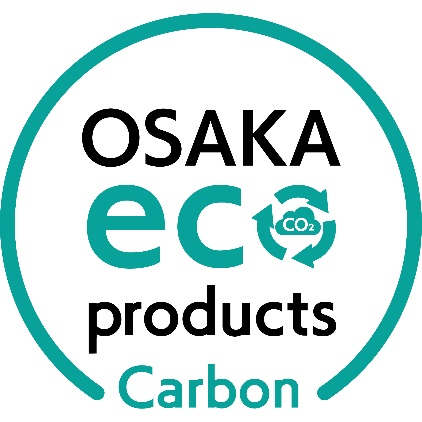 OSAKA
eco
CO₂
products
Carbon